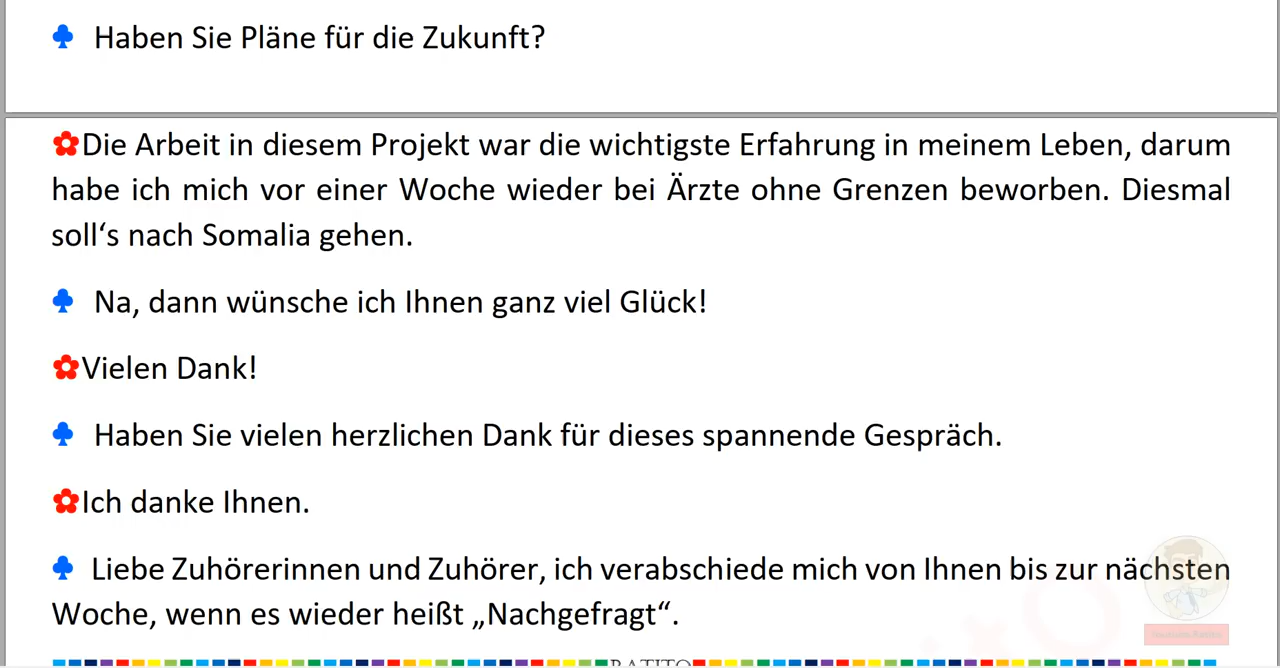 ♣ Haben Sie Pläne für die Zukunft?
✿Die Arbeit in diesem Projekt war die wichtigste Erfahrung in meinem Leben, darum
habe ich mich vor einer Woche wieder bei Ärzte ohne Grenzen beworben. Diesmal
soll‘s nach Somalia gehen.
♣ Na, dann wünsche ich Ihnen ganz viel Glück!
✿Vielen Dank!
♣ Haben Sie vielen herzlichen Dank für dieses spannende Gespräch.
✿Ich danke Ihnen.
♣ Liebe Zuhörerinnen und Zuhörer, ich verabschiede mich von Ihnen bis zur nächsten
Woche, wenn es wieder heißt „Nachgefragt“.
RATITO